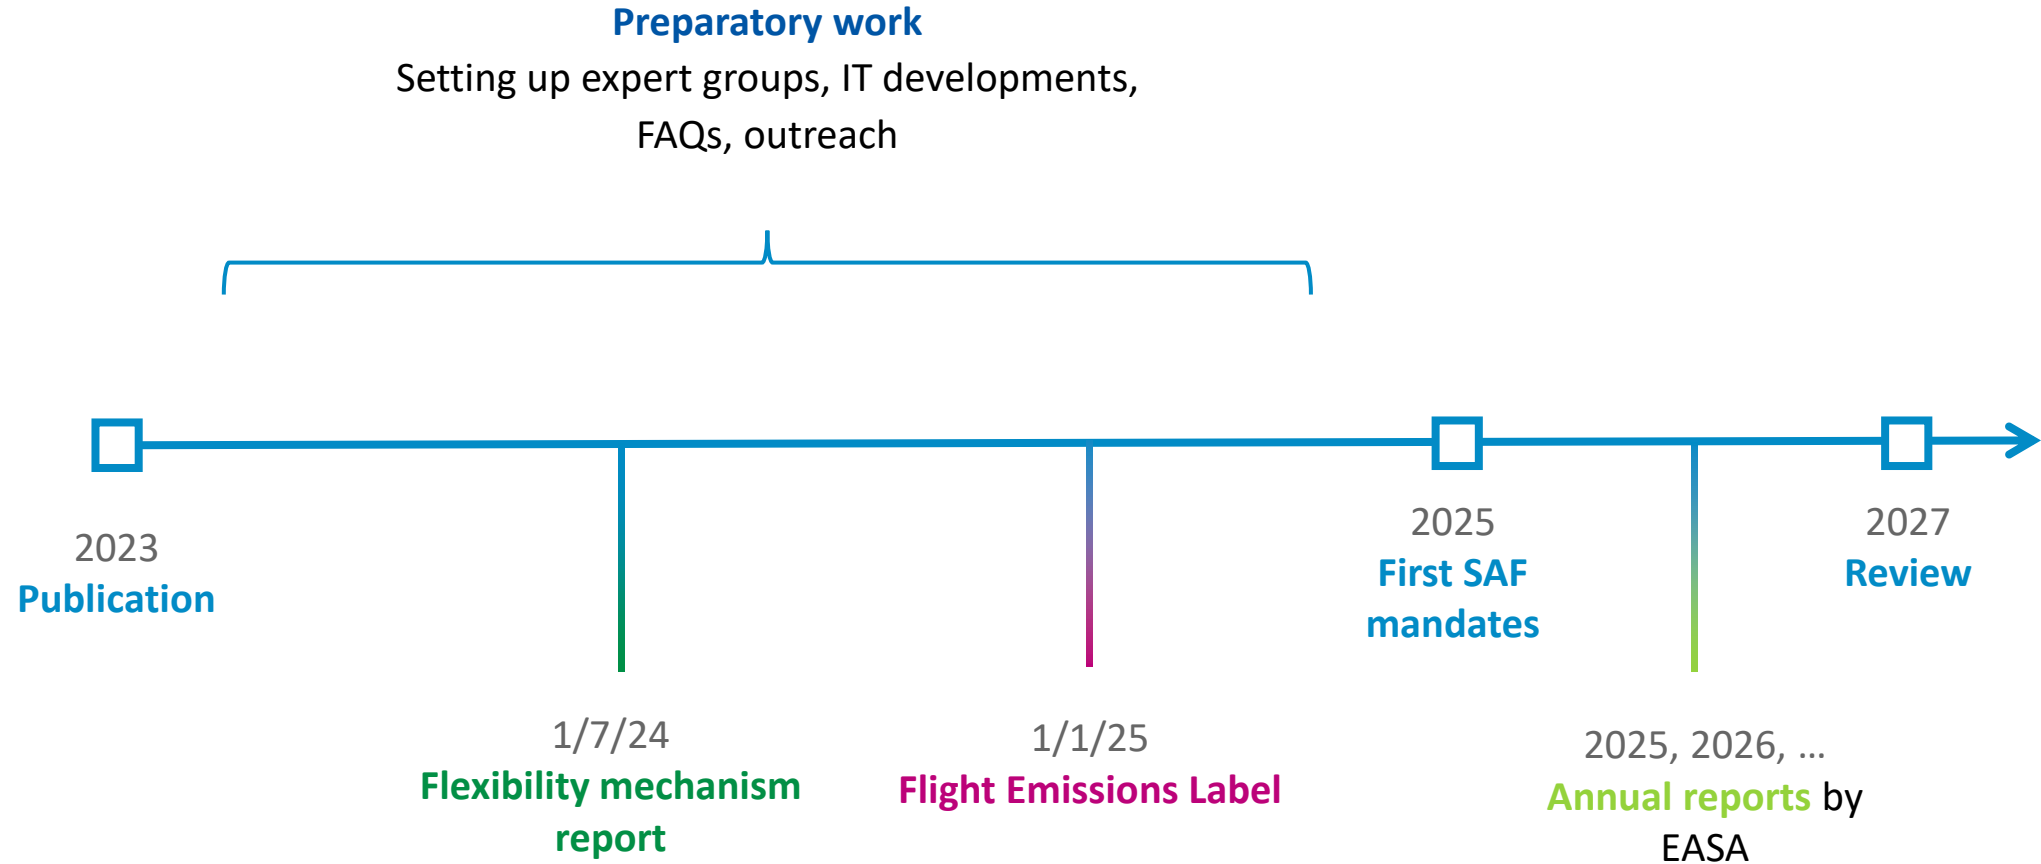 Preparatory work
Setting up expert groups, IT developments,
FAQs, outreach
2023
Publication
1/7/24
Flexibility mechanism
report
1/1/25
Flight Emissions Label
2025
First SAF
mandates
2025, 2026, …
Annual reports by
EASA
2027
Review